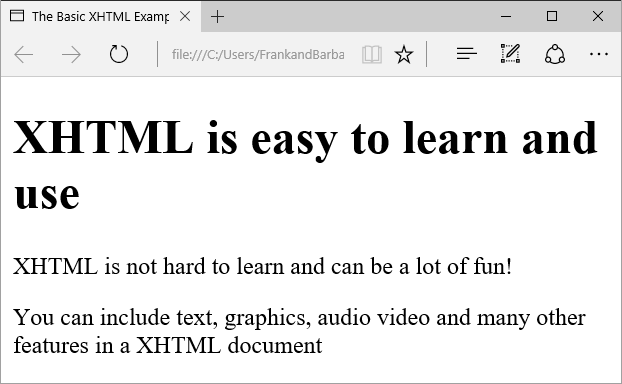 The Basic XHTML Examp
file:///C:/Users/FrankandBarba
XHTML is easy to learn and
use
XHTML is not hard to learn and can be a lot of fun!
You can include text, graphics, audio video and many other
features in a XHTML document